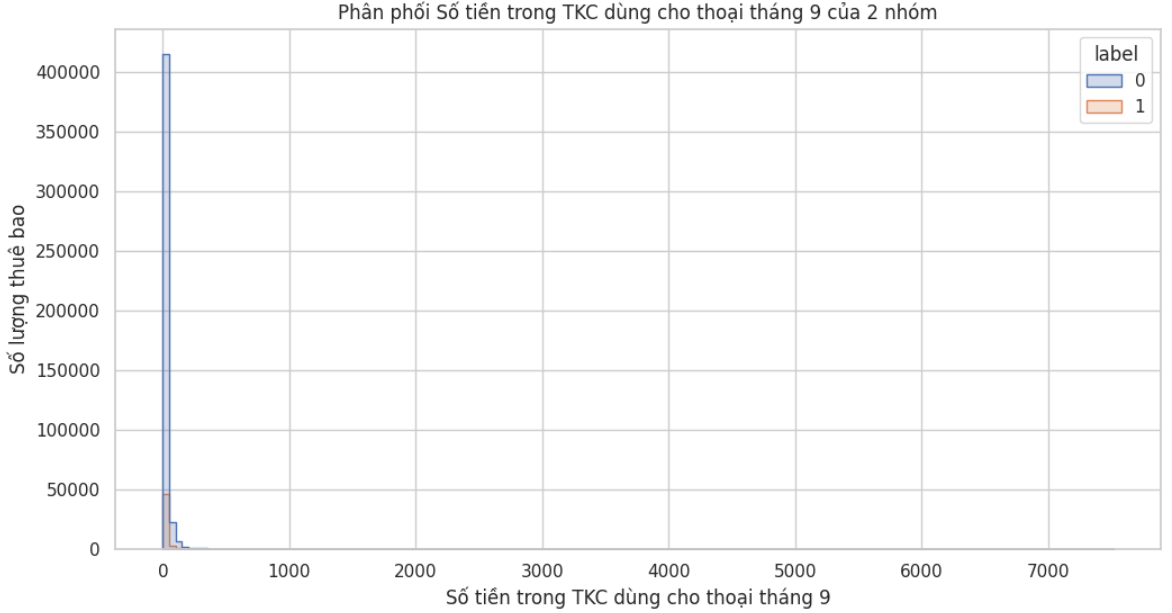 Phân phối Số tiền trong TKC dùng cho thoại tháng 9 của 2 nhóm
label
0
1
Số lượng thuê bao
400000
350000
300000
250000
200000
150000
100000
50000
0
0 1000 2000 3000 4000 5000 6000 7000
Số tiền trong TKC dùng cho thoại tháng 9